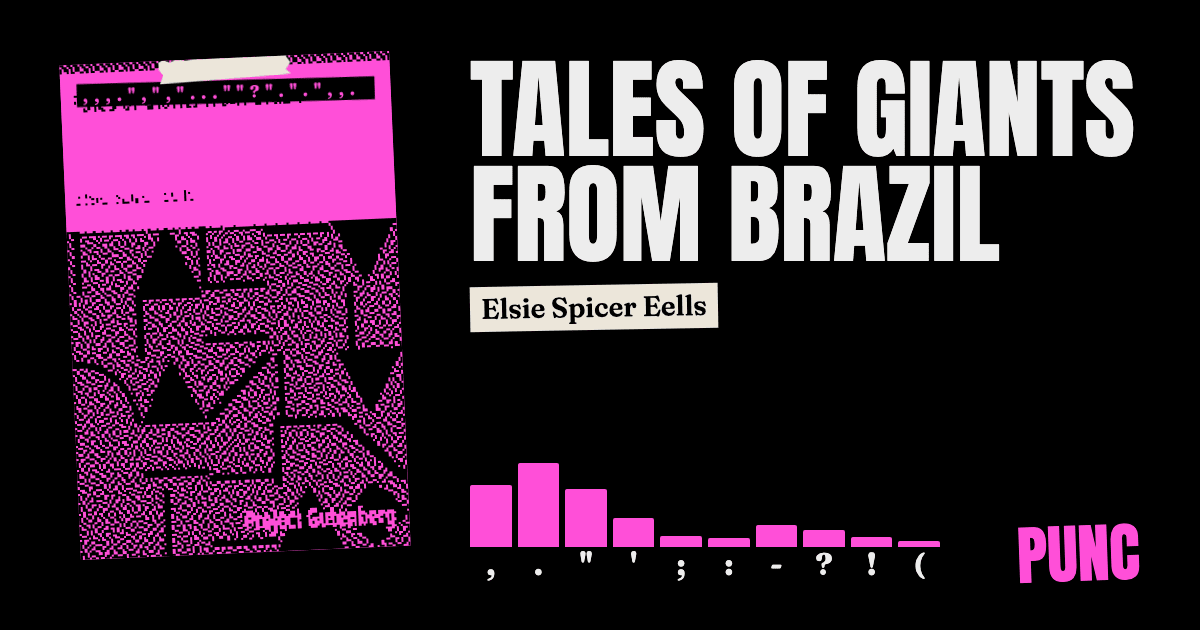 ,,,."‚","..."”"?"."."‚,.
TALES OF GIANTS
FROM BRAZIL
Elsie Spicer Eells
Project Gutenberg
, . " ' ; : - ? ! (
PUNC